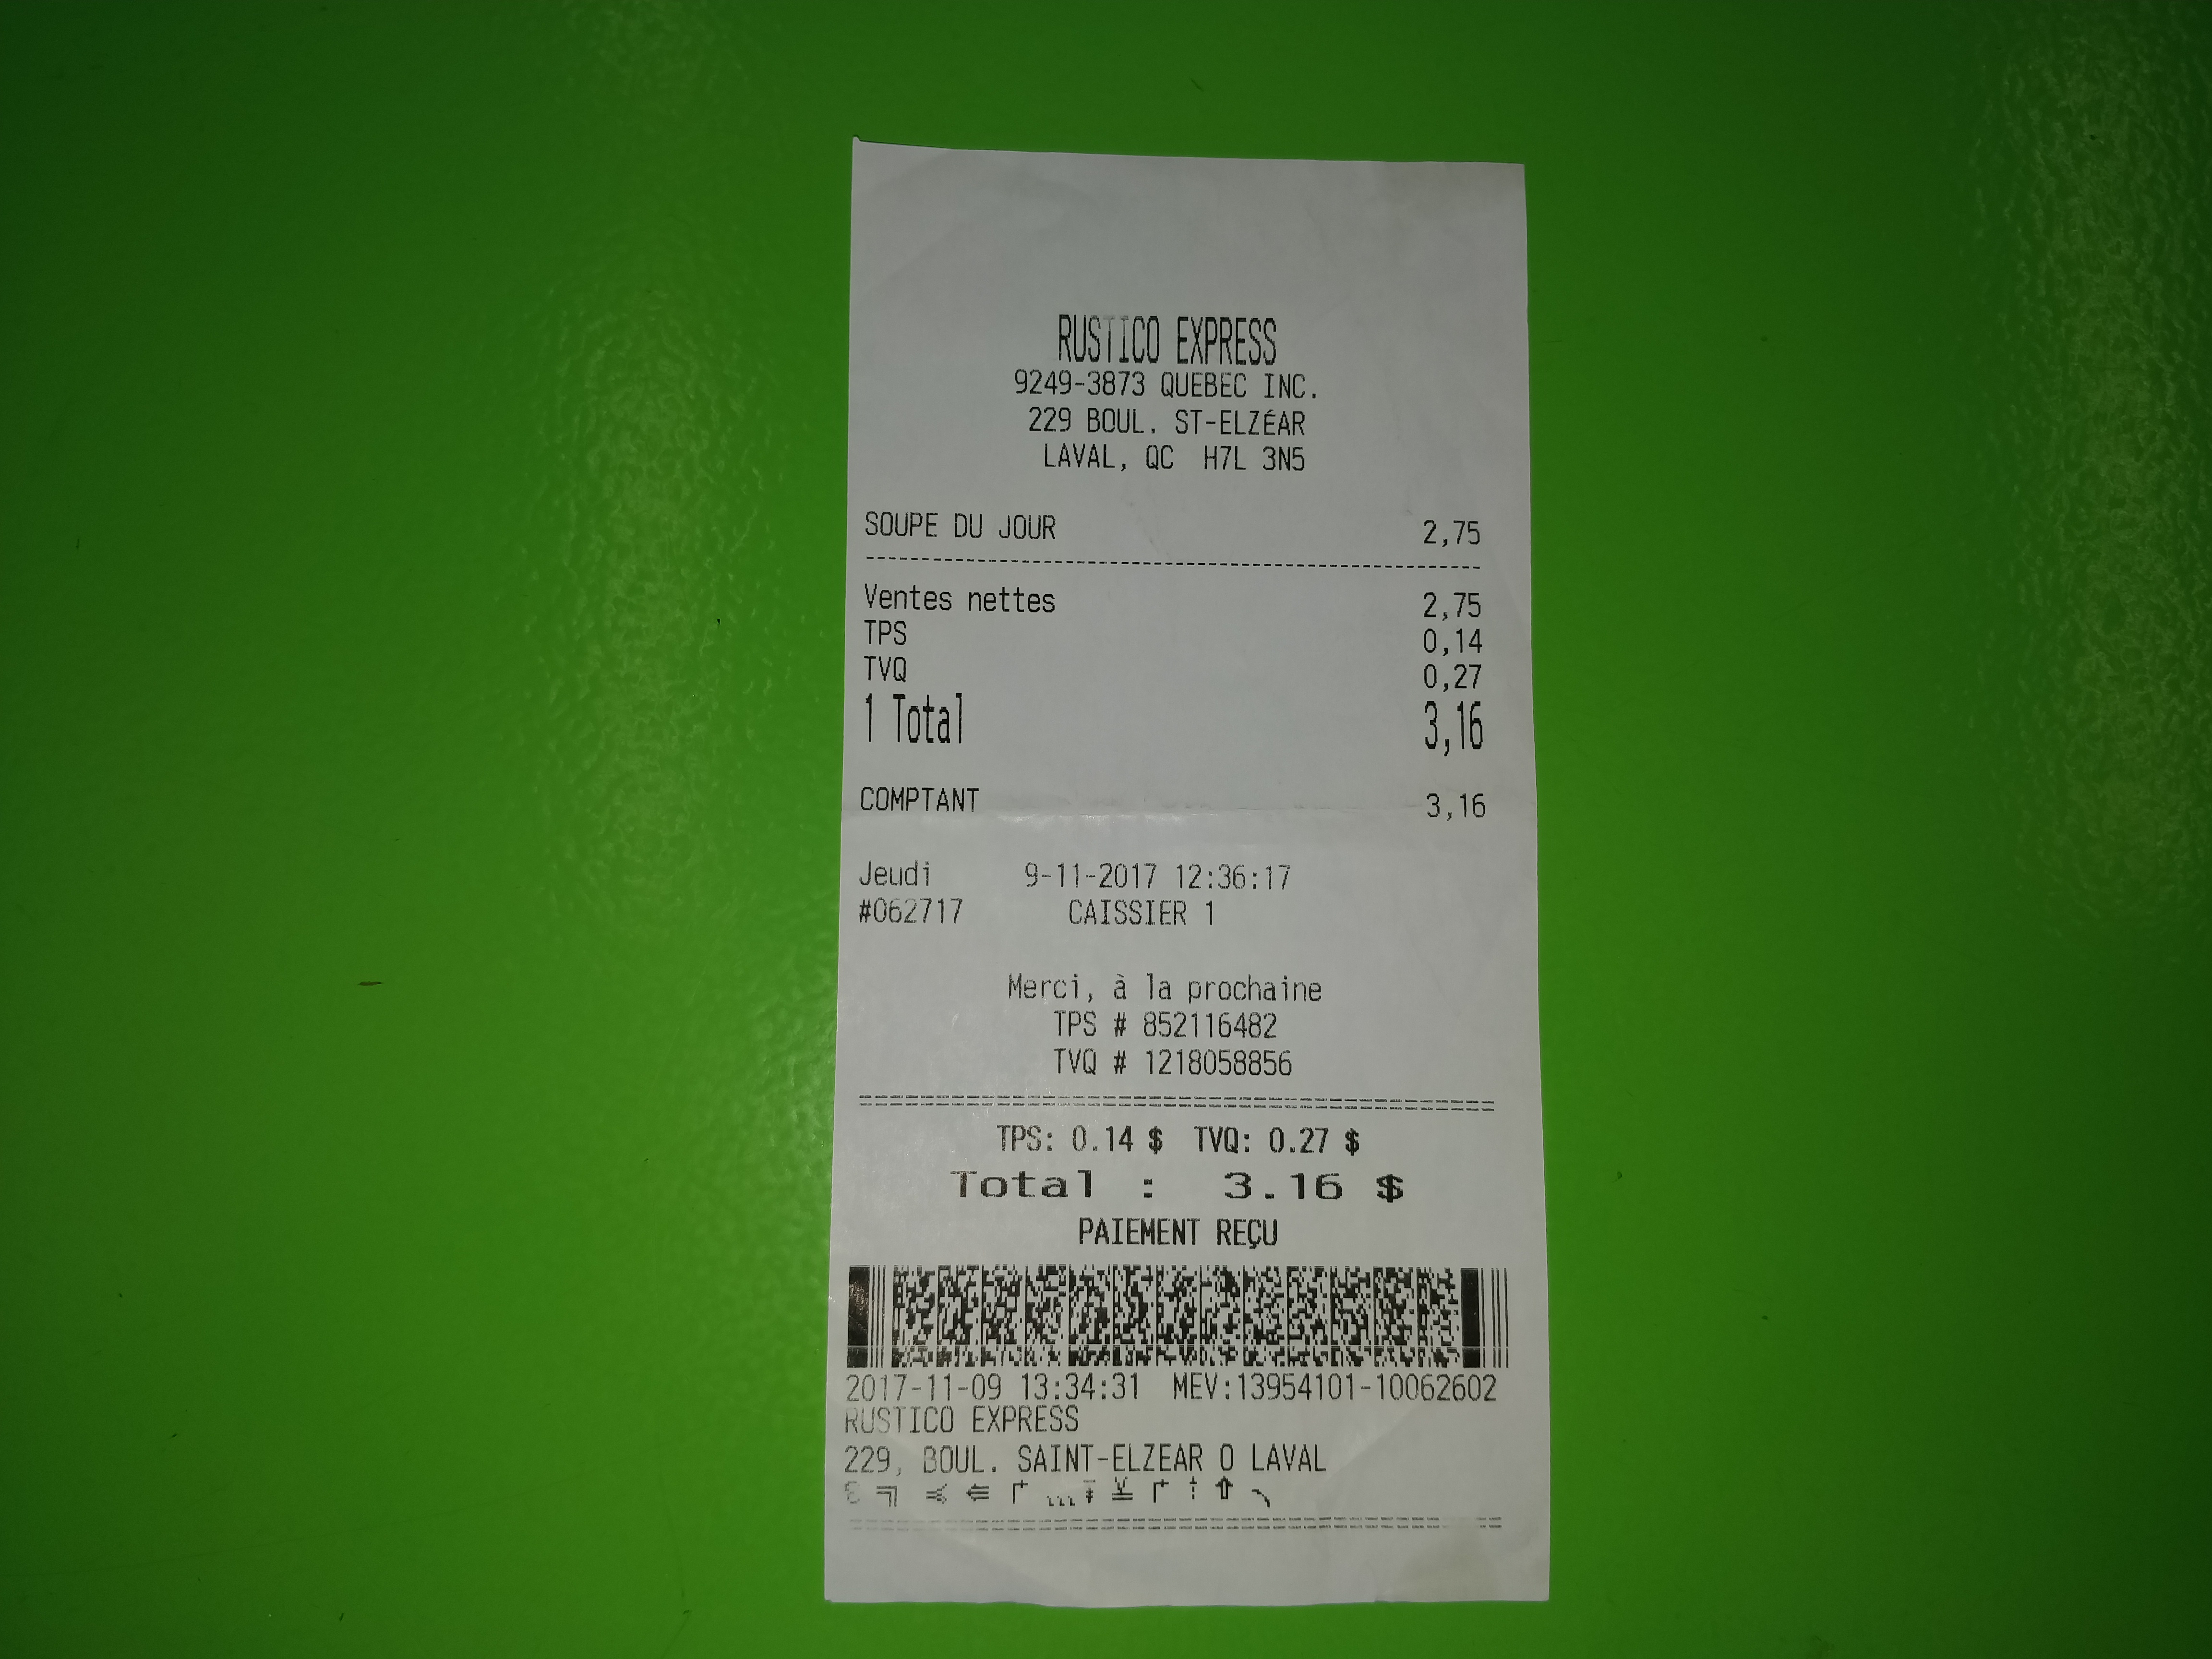 RUSTICO EXPRESS
9249-3873 QUEBEC INC.
229 BOUL. ST-ELZÉAR
LAVAL, QC H7L 3N5
SOUPE DU JOUR 2,75
Ventes nettes 2,75
TPS 0,14
TVQ 0,27
1 Total 3,16
COMPTANT 3,16
Jeudi 9-11-2017 12:36:17
#062717 CAISSIER 1
Merci, à la prochaine
TPS # 852116482
TVQ # 1218058856
TPS: 0.14 $ TVQ: 0.27 $
Total : 3.16 $
PAIEMENT REÇU
2017-11-09 13:34:31 MEV:13954101-10062602
RUSTICO EXPRESS
229, BOUL. SAINT-ELZEAR O LAVAL